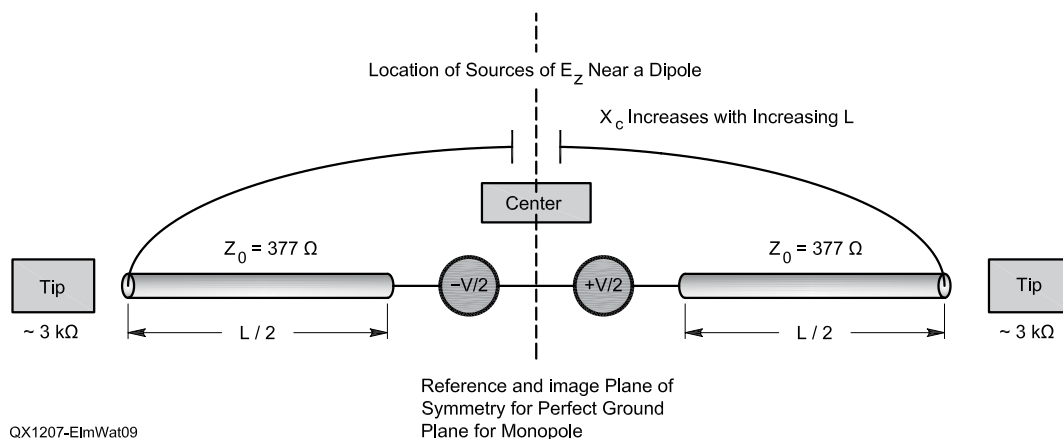 Location of Sources of E_z Near a Dipole
X_c Increases with Increasing L
Center
Z_0 = 377 Ω
Z_0 = 377 Ω
Tip
−V/2
+V/2
Tip
~ 3 kΩ
L / 2
L / 2
~ 3 kΩ
Reference and image Plane of
Symmetry for Perfect Ground
Plane for Monopole
QX1207-ElmWat09